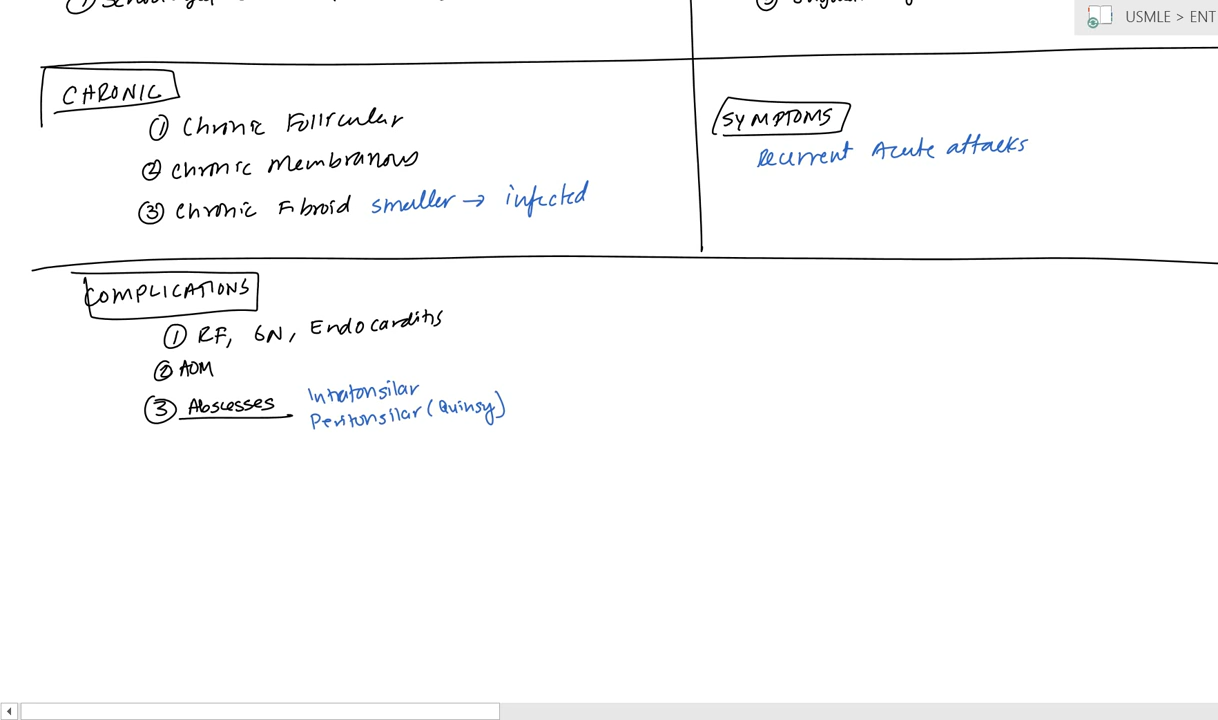 USMLE > ENT
CHRONIC
① Chronic Follicular
② Chronic Membranous
③ Chronic Fibroid smaller → infected
SYMPTOMS
Recurrent Acute attacks
COMPLICATIONS
① RF, GN, Endocarditis
② AOM
③ Abscesses
Intratonsilar
Peritonsilar (Quinsy)